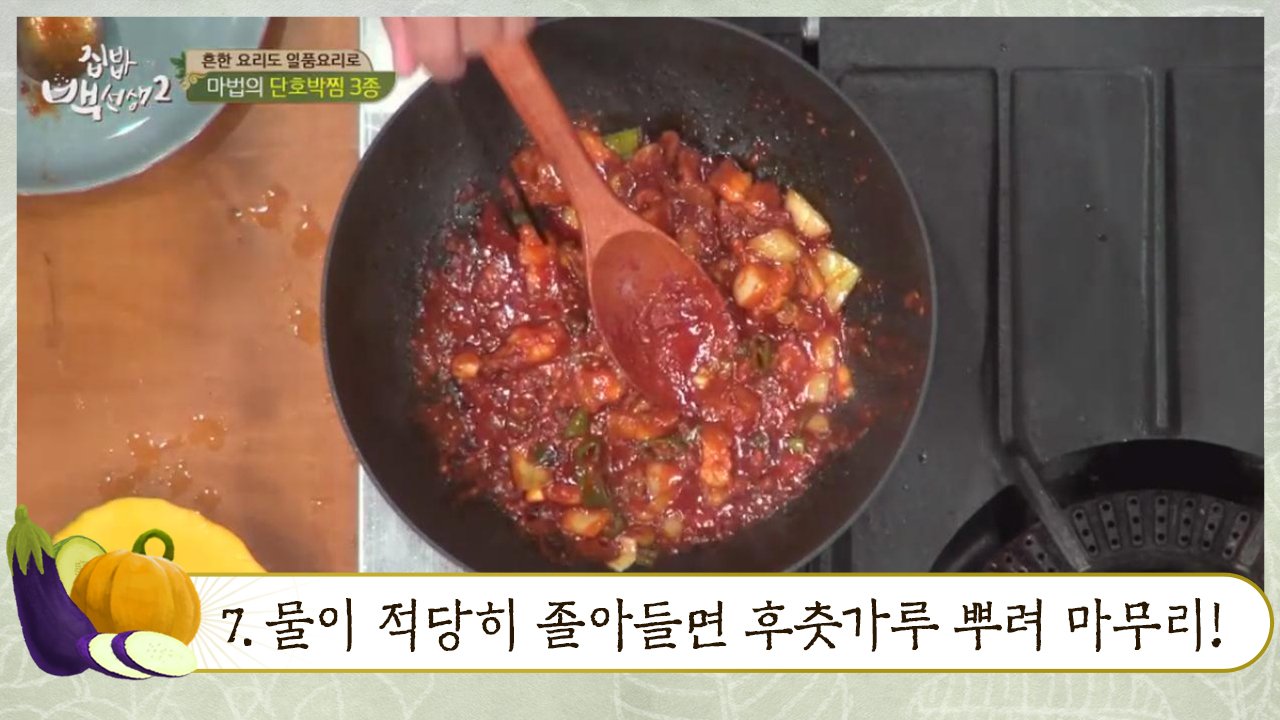 집밥
백선생2
흔한 요리도 일품요리로
마법의 단호박찜 3종
7. 물이 적당히 졸아들면 후춧가루 뿌려 마무리!